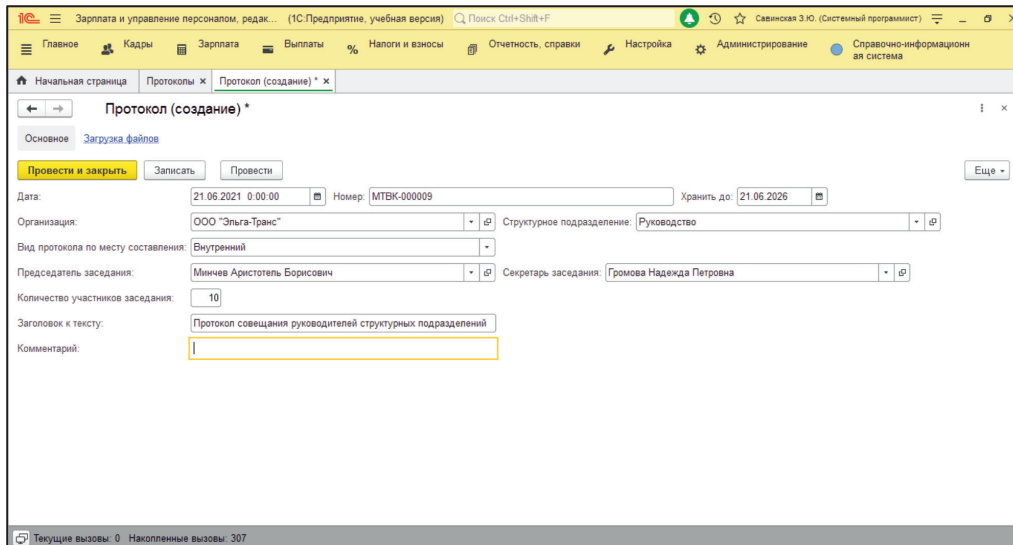 1С Зарплата и управление персоналом, редак... (1С:Предприятие, учебная версия) Поиск Ctrl+Shift+F Савинская З.Ю. (Системный программист)
Главное Кадры Зарплата Выплаты % Налоги и взносы Отчетность, справки Настройка Администрирование Справочно-информационн
ая система
Начальная страница Протоколы × Протокол (создание) * ×
Протокол (создание) *
Основное Загрузка файлов
Провести и закрыть Записать Провести Еще
Дата: 21.06.2021 0:00:00 Номер: МТВК-000009 Хранить до: 21.06.2026
Организация: ООО "Эльга-Транс" Структурное подразделение: Руководство
Вид протокола по месту составления: Внутренний
Председатель заседания: Минчев Аристотель Борисович Секретарь заседания: Громова Надежда Петровна
Количество участников заседания: 10
Заголовок к тексту: Протокол совещания руководителей структурных подразделений
Комментарий:
Текущие вызовы: 0 Накопленные вызовы: 307